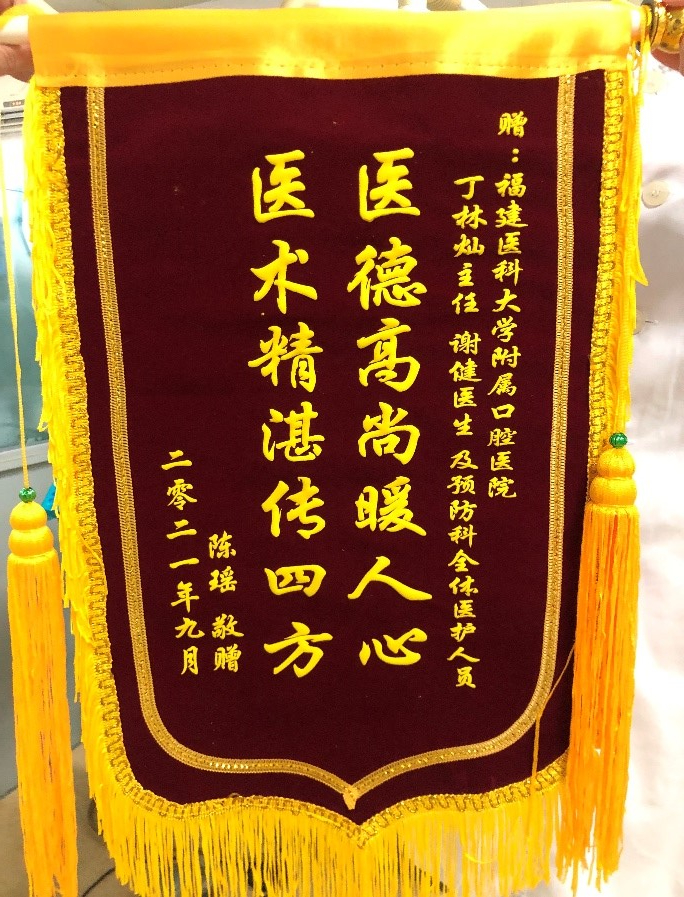 赠：福建医科大学附属口腔医院
丁林灿主任 谢健医生 及预防科全体医护人员
医德高尚暖人心
医术精湛传四方
陈瑶 敬赠
二零二一年九月